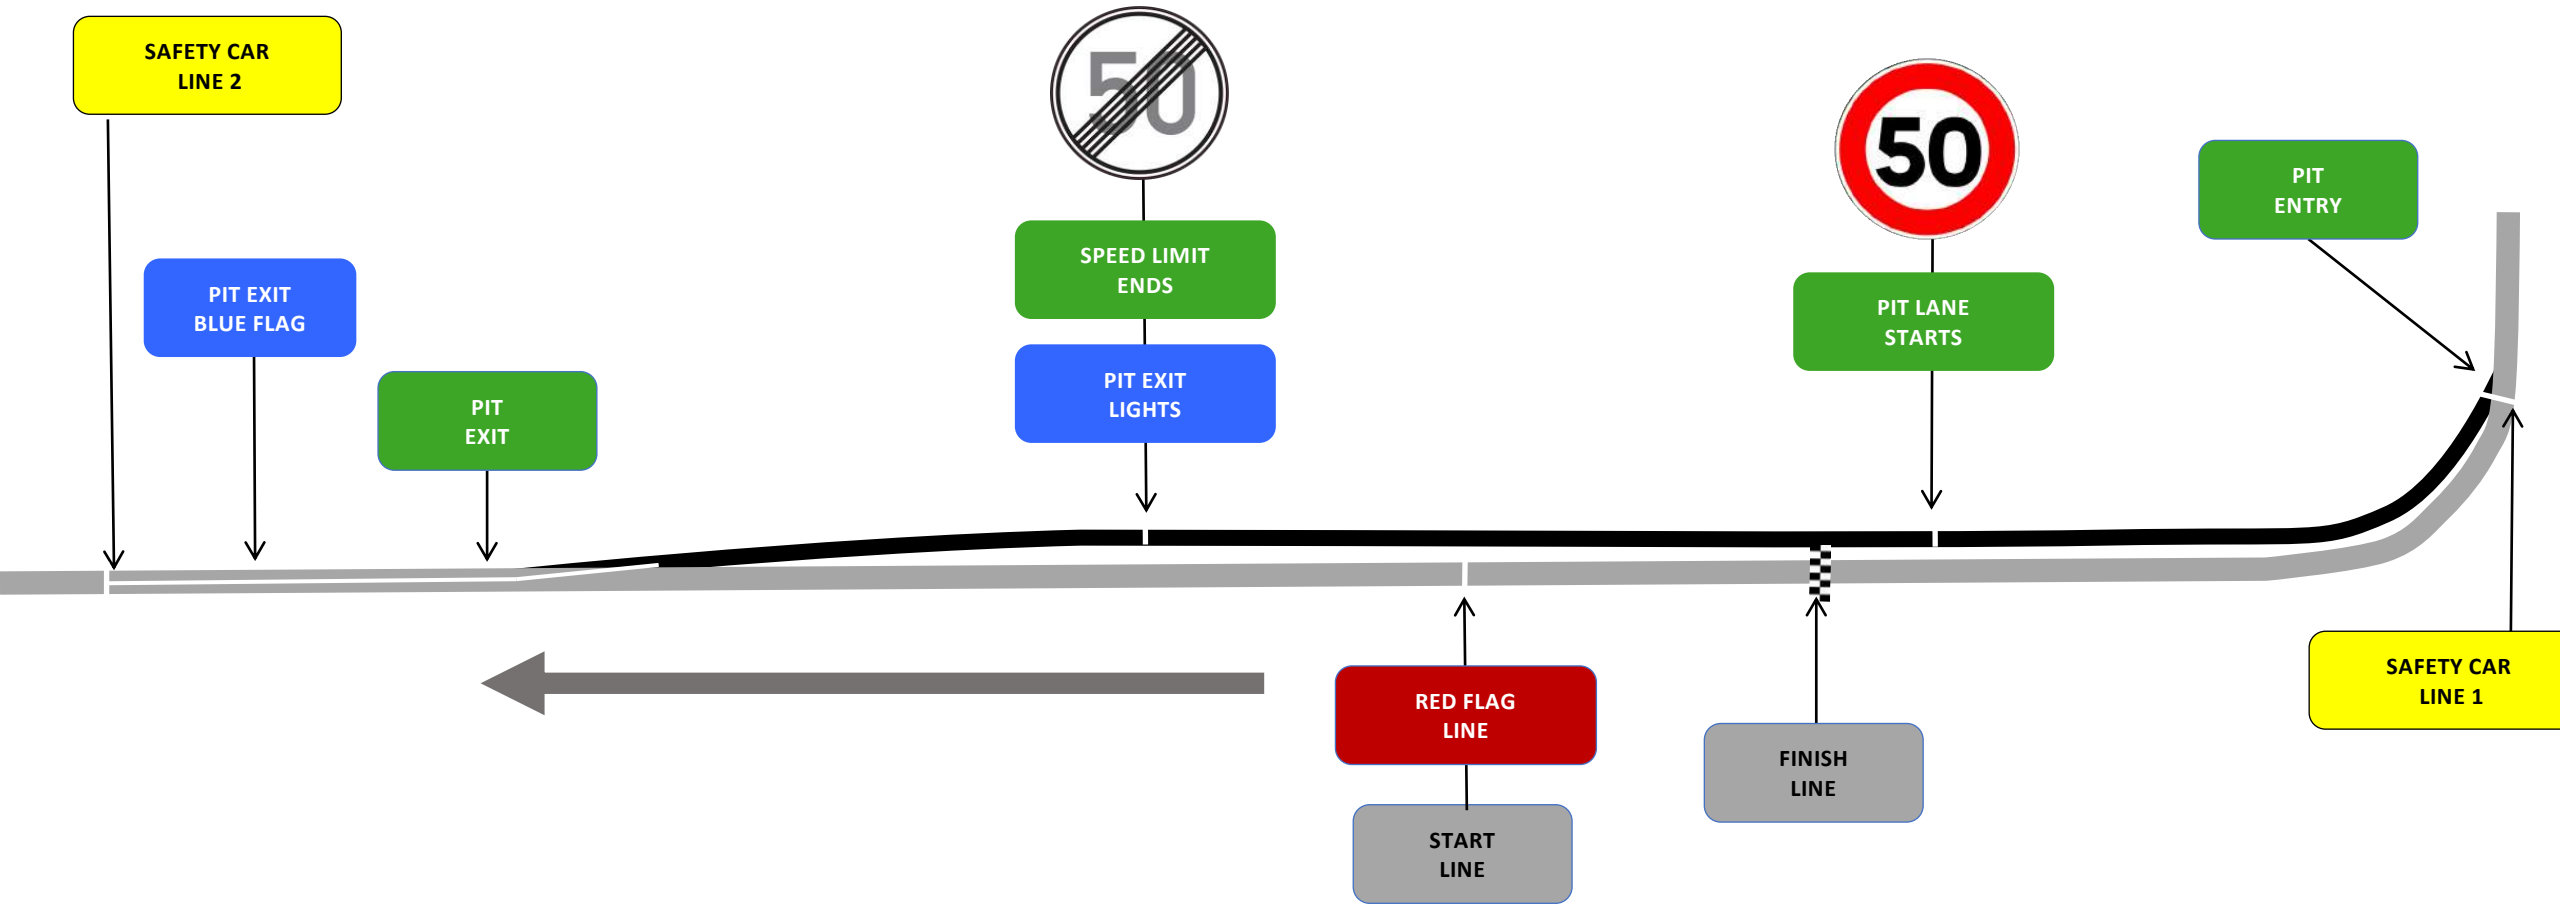 SAFETY CAR
LINE 2
50
50
PIT
ENTRY
SPEED LIMIT
ENDS
PIT EXIT
BLUE FLAG
PIT LANE
STARTS
PIT EXIT
LIGHTS
PIT
EXIT
SAFETY CAR
LINE 1
RED FLAG
LINE
FINISH
LINE
START
LINE